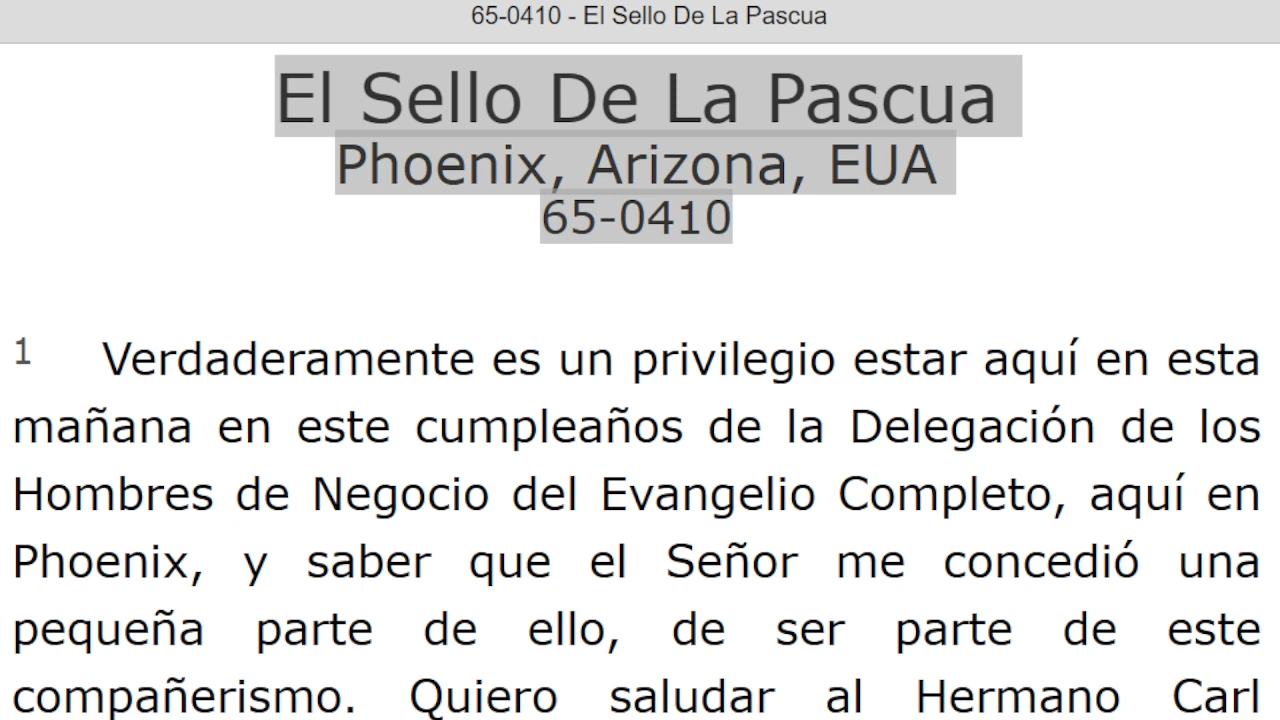 65-0410 - El Sello De La Pascua
El Sello De La Pascua
Phoenix, Arizona, EUA
65-0410
1 Verdaderamente es un privilegio estar aquí en esta
mañana en este cumpleaños de la Delegación de los
Hombres de Negocio del Evangelio Completo, aquí en
Phoenix, y saber que el Señor me concedió una
pequeña parte de ello, de ser parte de este
compañerismo. Quiero saludar al Hermano Carl